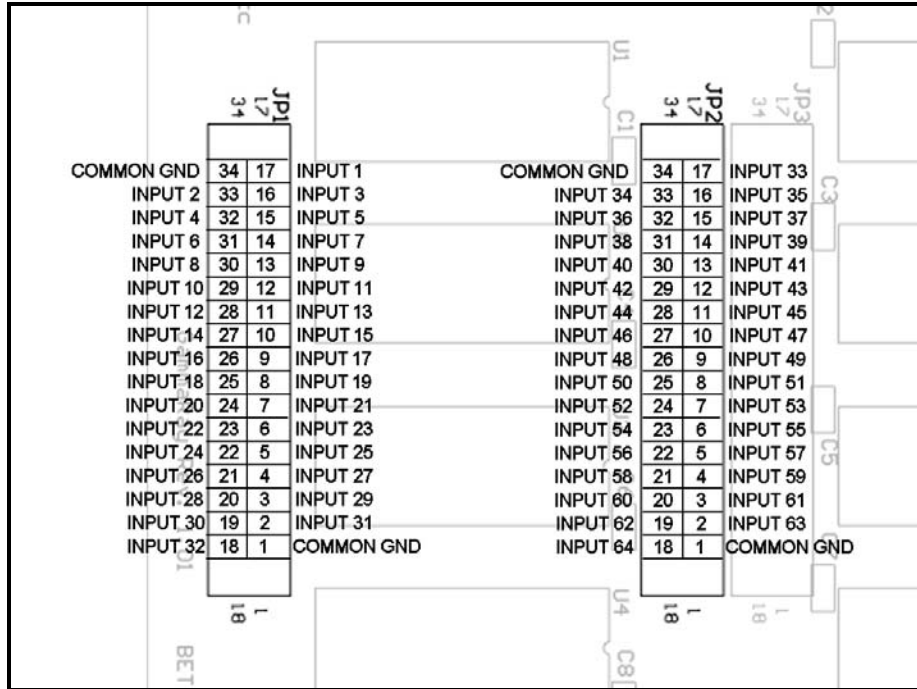 CC
U1
2
JP1
34 17
JP2
34 17
JP3
34 17
C1
C3
COMMON GND 34 17 INPUT 1
INPUT 2 33 16 INPUT 3
INPUT 4 32 15 INPUT 5
INPUT 6 31 14 INPUT 7
INPUT 8 30 13 INPUT 9
INPUT 10 29 12 INPUT 11
INPUT 12 28 11 INPUT 13
INPUT 14 27 10 INPUT 15
INPUT 16 26 9 INPUT 17
INPUT 18 25 8 INPUT 19
INPUT 20 24 7 INPUT 21
INPUT 22 23 6 INPUT 23
INPUT 24 22 5 INPUT 25
INPUT 26 21 4 INPUT 27
INPUT 28 20 3 INPUT 29
INPUT 30 19 2 INPUT 31
INPUT 32 18 1 COMMON GND
COMMON GND 34 17 INPUT 33
INPUT 34 33 16 INPUT 35
INPUT 36 32 15 INPUT 37
INPUT 38 31 14 INPUT 39
INPUT 40 30 13 INPUT 41
INPUT 42 29 12 INPUT 43
INPUT 44 28 11 INPUT 45
INPUT 46 27 10 INPUT 47
INPUT 48 26 9 INPUT 49
INPUT 50 25 8 INPUT 51
INPUT 52 24 7 INPUT 53
INPUT 54 23 6 INPUT 55
INPUT 56 22 5 INPUT 57
INPUT 58 21 4 INPUT 59
INPUT 60 20 3 INPUT 61
INPUT 62 19 2 INPUT 63
INPUT 64 18 1 COMMON GND
C5
18 1
18 1
18 1
U4
C8
BET